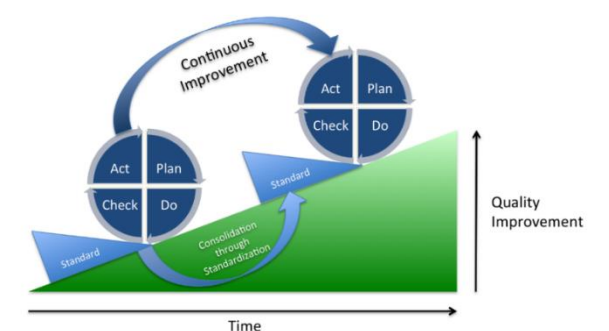 Continuous
Improvement
Act
Plan
Check
Do
Act
Plan
Check
Do
Standard
Standard
Consolidation
through
Standardization
Quality
Improvement
Time